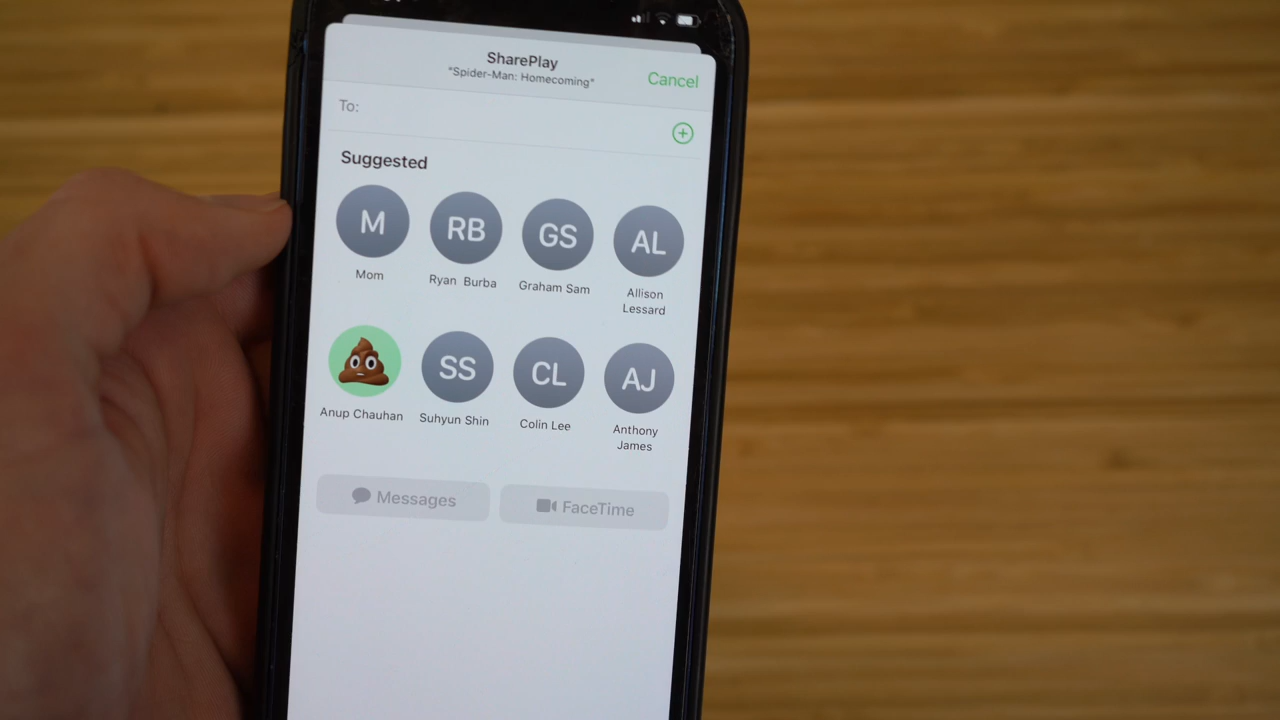 SharePlay
"Spider-Man: Homecoming"
Cancel
To:
Suggested
M
RB
GS
AL
Mom
Ryan Burba
Graham Sam
Allison
Lessard
SS
CL
AJ
Anup Chauhan
Suhyun Shin
Colin Lee
Anthony
James
Messages
FaceTime